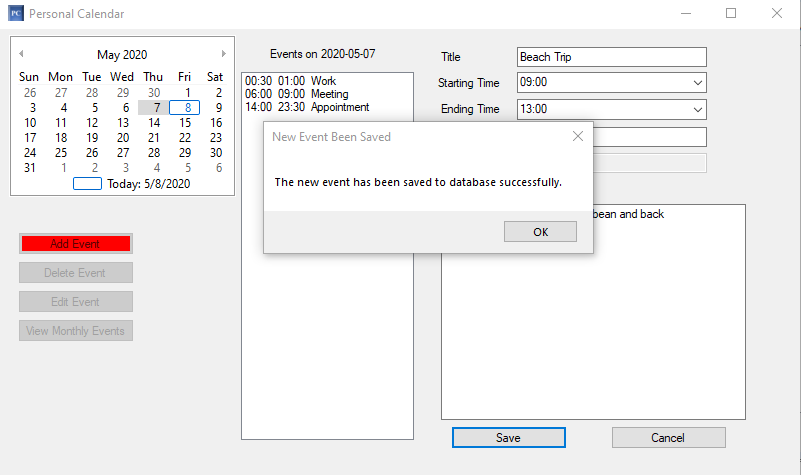 PC Personal Calendar
May 2020
Sun Mon Tue Wed Thu Fri Sat
26 27 28 29 30 1 2
3 4 5 6 7 8 9
10 11 12 13 14 15 16
17 18 19 20 21 22 23
24 25 26 27 28 29 30
31 1 2 3 4 5 6
Today: 5/8/2020
Add Event
Delete Event
Edit Event
View Monthly Events
Events on 2020-05-07
00:30 01:00 Work
06:00 09:00 Meeting
14:00 23:30 Appointment
Title Beach Trip
Starting Time 09:00
Ending Time 13:00
New Event Been Saved
The new event has been saved to database successfully.
OK
bean and back
Save Cancel